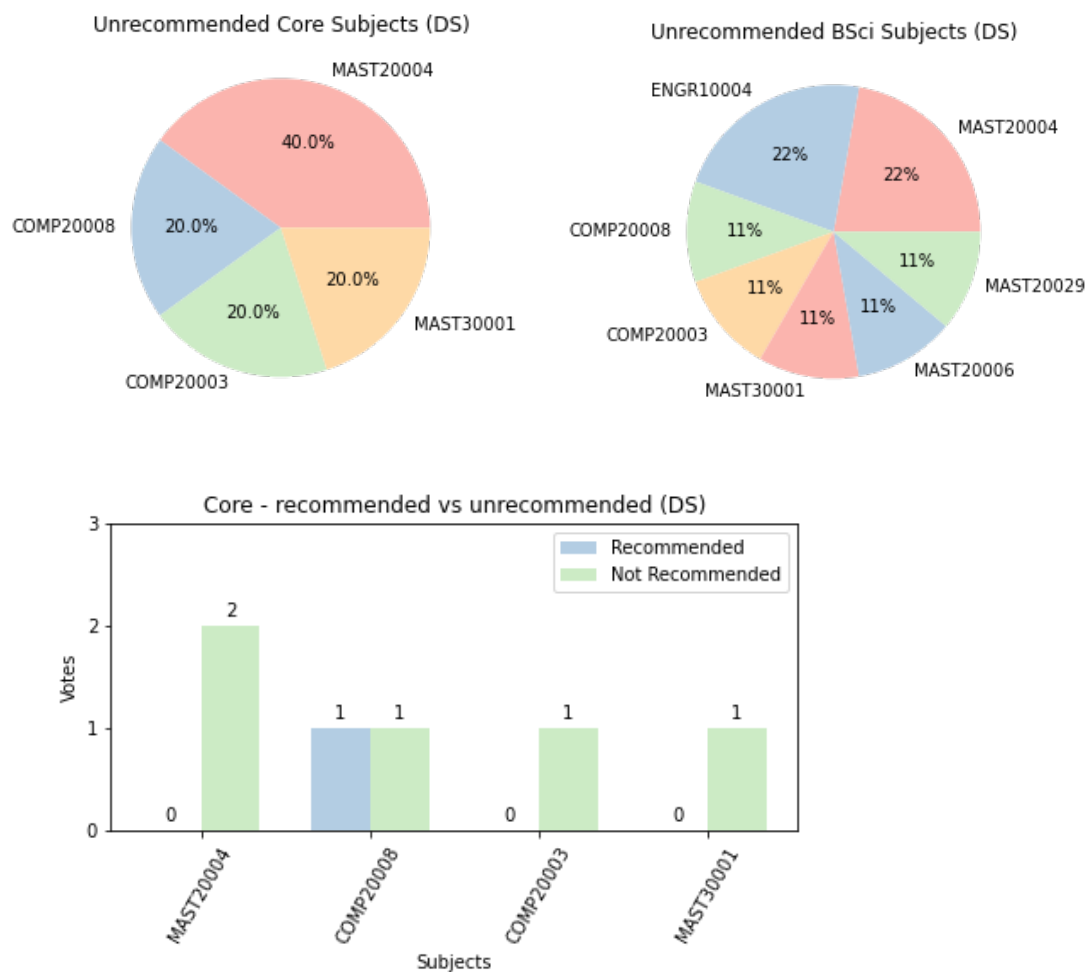 Unrecommended Core Subjects (DS)
MAST20004
40.0%
COMP20008
20.0%
20.0%
COMP20003
20.0%
MAST30001
Unrecommended BSci Subjects (DS)
ENGR10004
22%
MAST20004
22%
COMP20008
11%
COMP20003
11%
MAST30001
11%
11%
MAST20006
11%
MAST20029
Core - recommended vs unrecommended (DS)
Recommended
Not Recommended
Votes
3
2
1
0
0
2
1
1
0
1
0
1
MAST20004
COMP20008
COMP20003
MAST30001
Subjects